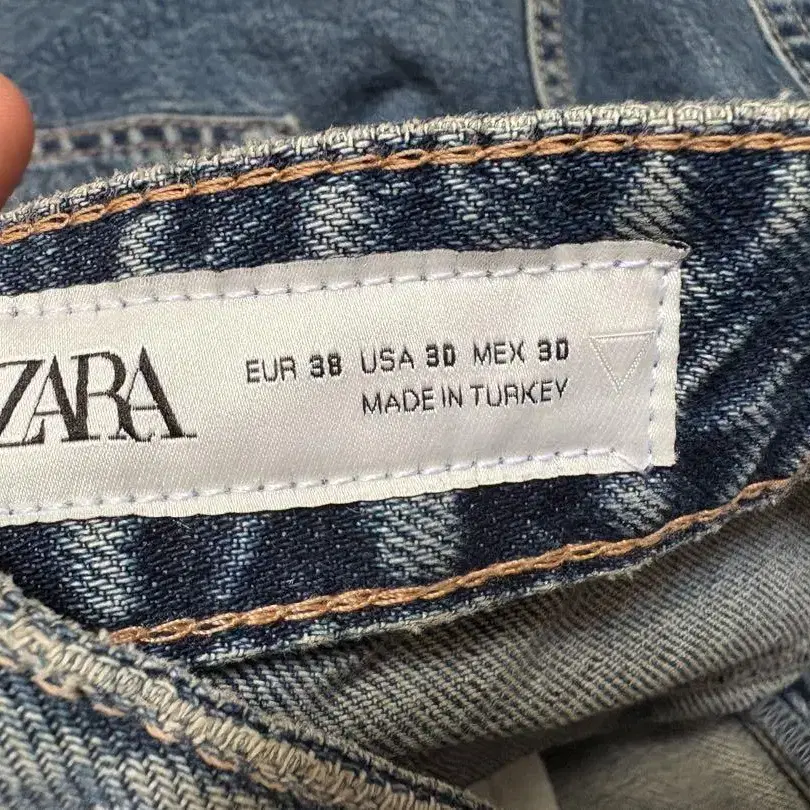 ZARA
EUR 38 USA 30 MEX 30
MADE IN TURKEY